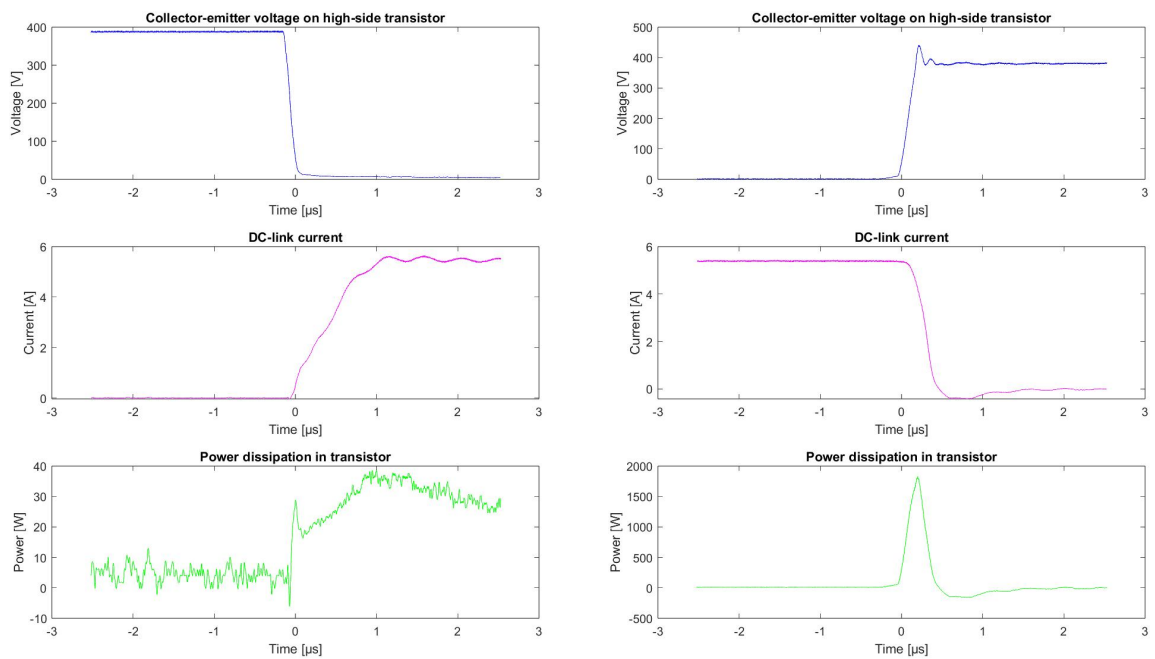 Collector-emitter voltage on high-side transistor
400
300
200
100
0
Voltage [V]
-3 -2 -1 0 1 2 3
Time [µs]
Collector-emitter voltage on high-side transistor
500
400
300
200
100
0
Voltage [V]
-3 -2 -1 0 1 2 3
Time [µs]
DC-link current
6
4
2
0
Current [A]
-3 -2 -1 0 1 2 3
Time [µs]
DC-link current
6
4
2
0
Current [A]
-3 -2 -1 0 1 2 3
Time [µs]
Power dissipation in transistor
40
30
20
10
0
-10
Power [W]
-3 -2 -1 0 1 2 3
Time [µs]
Power dissipation in transistor
2000
1500
1000
500
0
-500
Power [W]
-3 -2 -1 0 1 2 3
Time [µs]